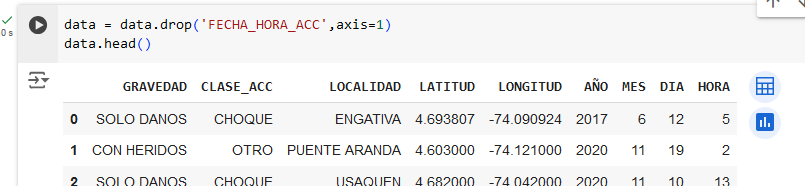 data = data.drop('FECHA_HORA_ACC',axis=1)
0 s
data.head()
GRAVEDAD CLASE_ACC LOCALIDAD LATITUD LONGITUD AÑO MES DIA HORA
0 SOLO DANOS CHOQUE ENGATIVA 4.693807 -74.090924 2017 6 12 5
1 CON HERIDOS OTRO PUENTE ARANDA 4.603000 -74.121000 2020 11 19 2
2 SOLO DANOS CHOQUE USAQUEN 4.682000 -74.042000 2020 11 10 13